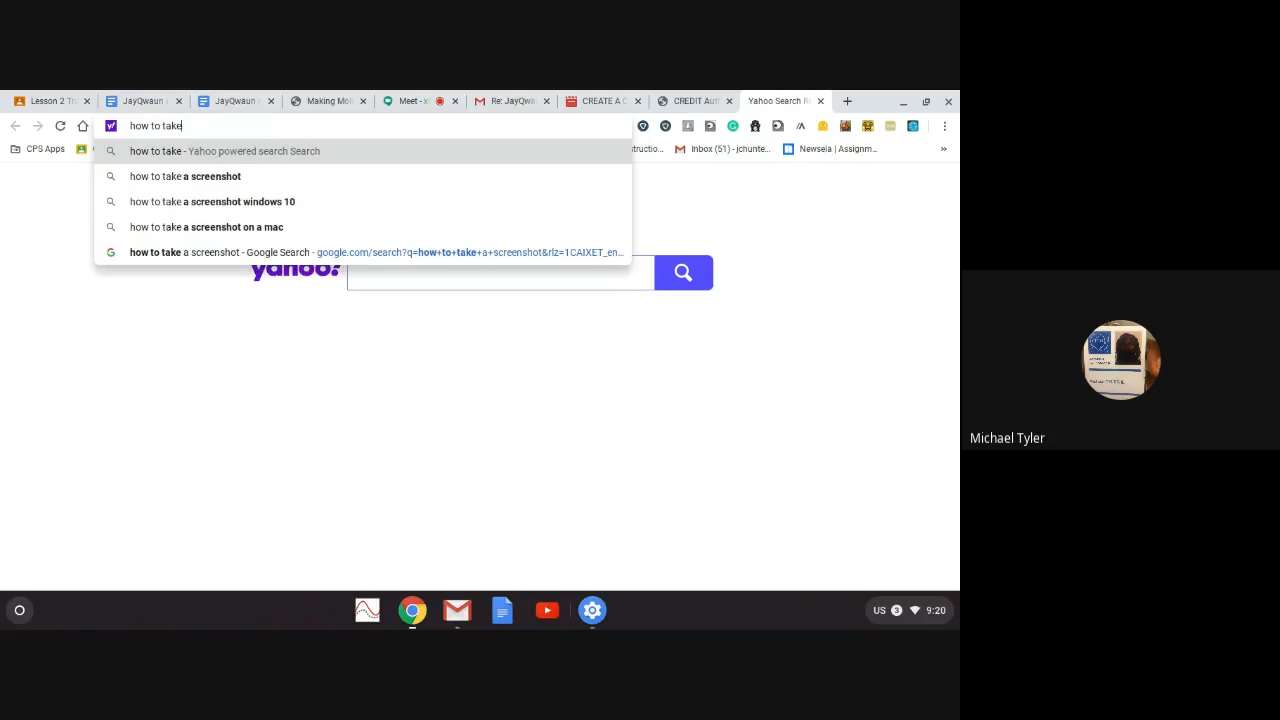 Lesson 2 Tr
JayQwaun
JayQwaun
Making Mo
Meet - x
Re: JayQwa
CREATE A C
CREDIT Aut
Yahoo Search R
how to take
CPS Apps
structio...
Inbox (51) - jchunte...
Newsela | Assignm...
»
how to take - Yahoo powered search Search
how to take a screenshot
how to take a screenshot windows 10
how to take a screenshot on a mac
how to take a screenshot - Google Search - google.com/search?q=how+to+take+a+screenshot&rlz=1CAIXET_en...
yahoo!
Michael Tyler
US 3 9:20